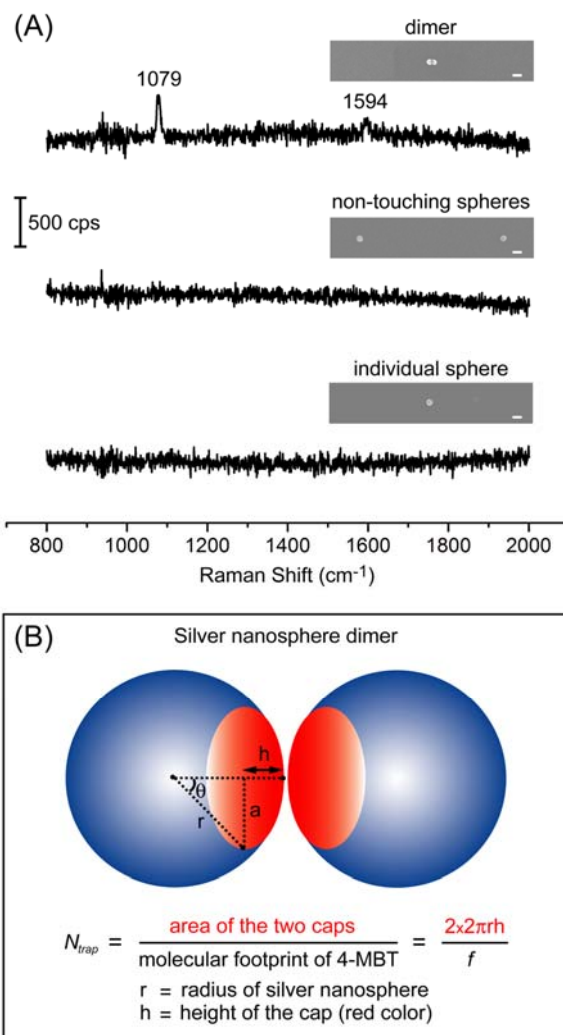 (A)
dimer
1079
1594
non-touching spheres
500 cps
individual sphere
800 1000 1200 1400 1600 1800 2000
Raman Shift (cm⁻¹)
(B)
Silver nanosphere dimer
h
θ
a
r
N_trap = area of the two caps / molecular footprint of 4-MBT = 2x2πrh / f
r = radius of silver nanosphere
h = height of the cap (red color)